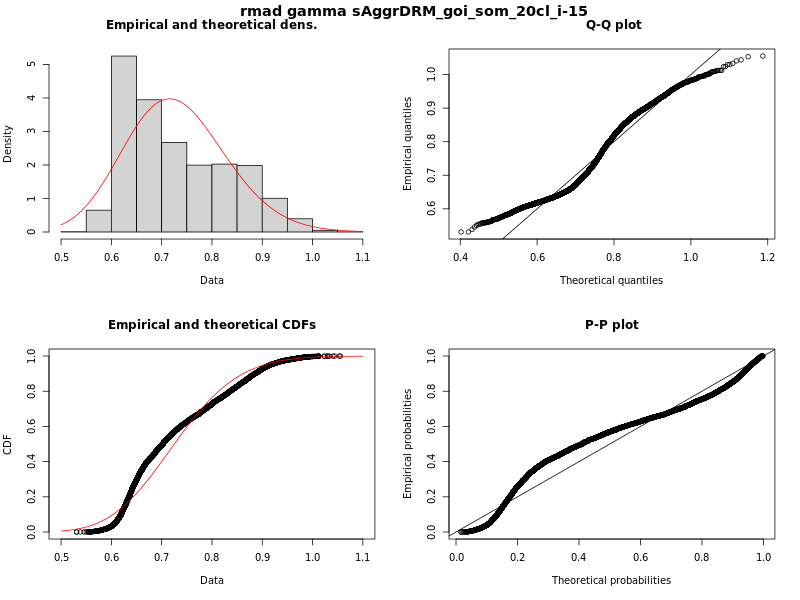 rmad gamma sAggrDRM_goi_som_20cl_i-15
Empirical and theoretical dens.
Density
0 1 2 3 4 5
0.5 0.6 0.7 0.8 0.9 1.0 1.1
Data
Q-Q plot
Empirical quantiles
0.6 0.7 0.8 0.9 1.0
0.4 0.6 0.8 1.0 1.2
Theoretical quantiles
Empirical and theoretical CDFs
CDF
0.0 0.2 0.4 0.6 0.8 1.0
0.5 0.6 0.7 0.8 0.9 1.0 1.1
Data
P-P plot
Empirical probabilities
0.0 0.2 0.4 0.6 0.8 1.0
0.0 0.2 0.4 0.6 0.8 1.0
Theoretical probabilities